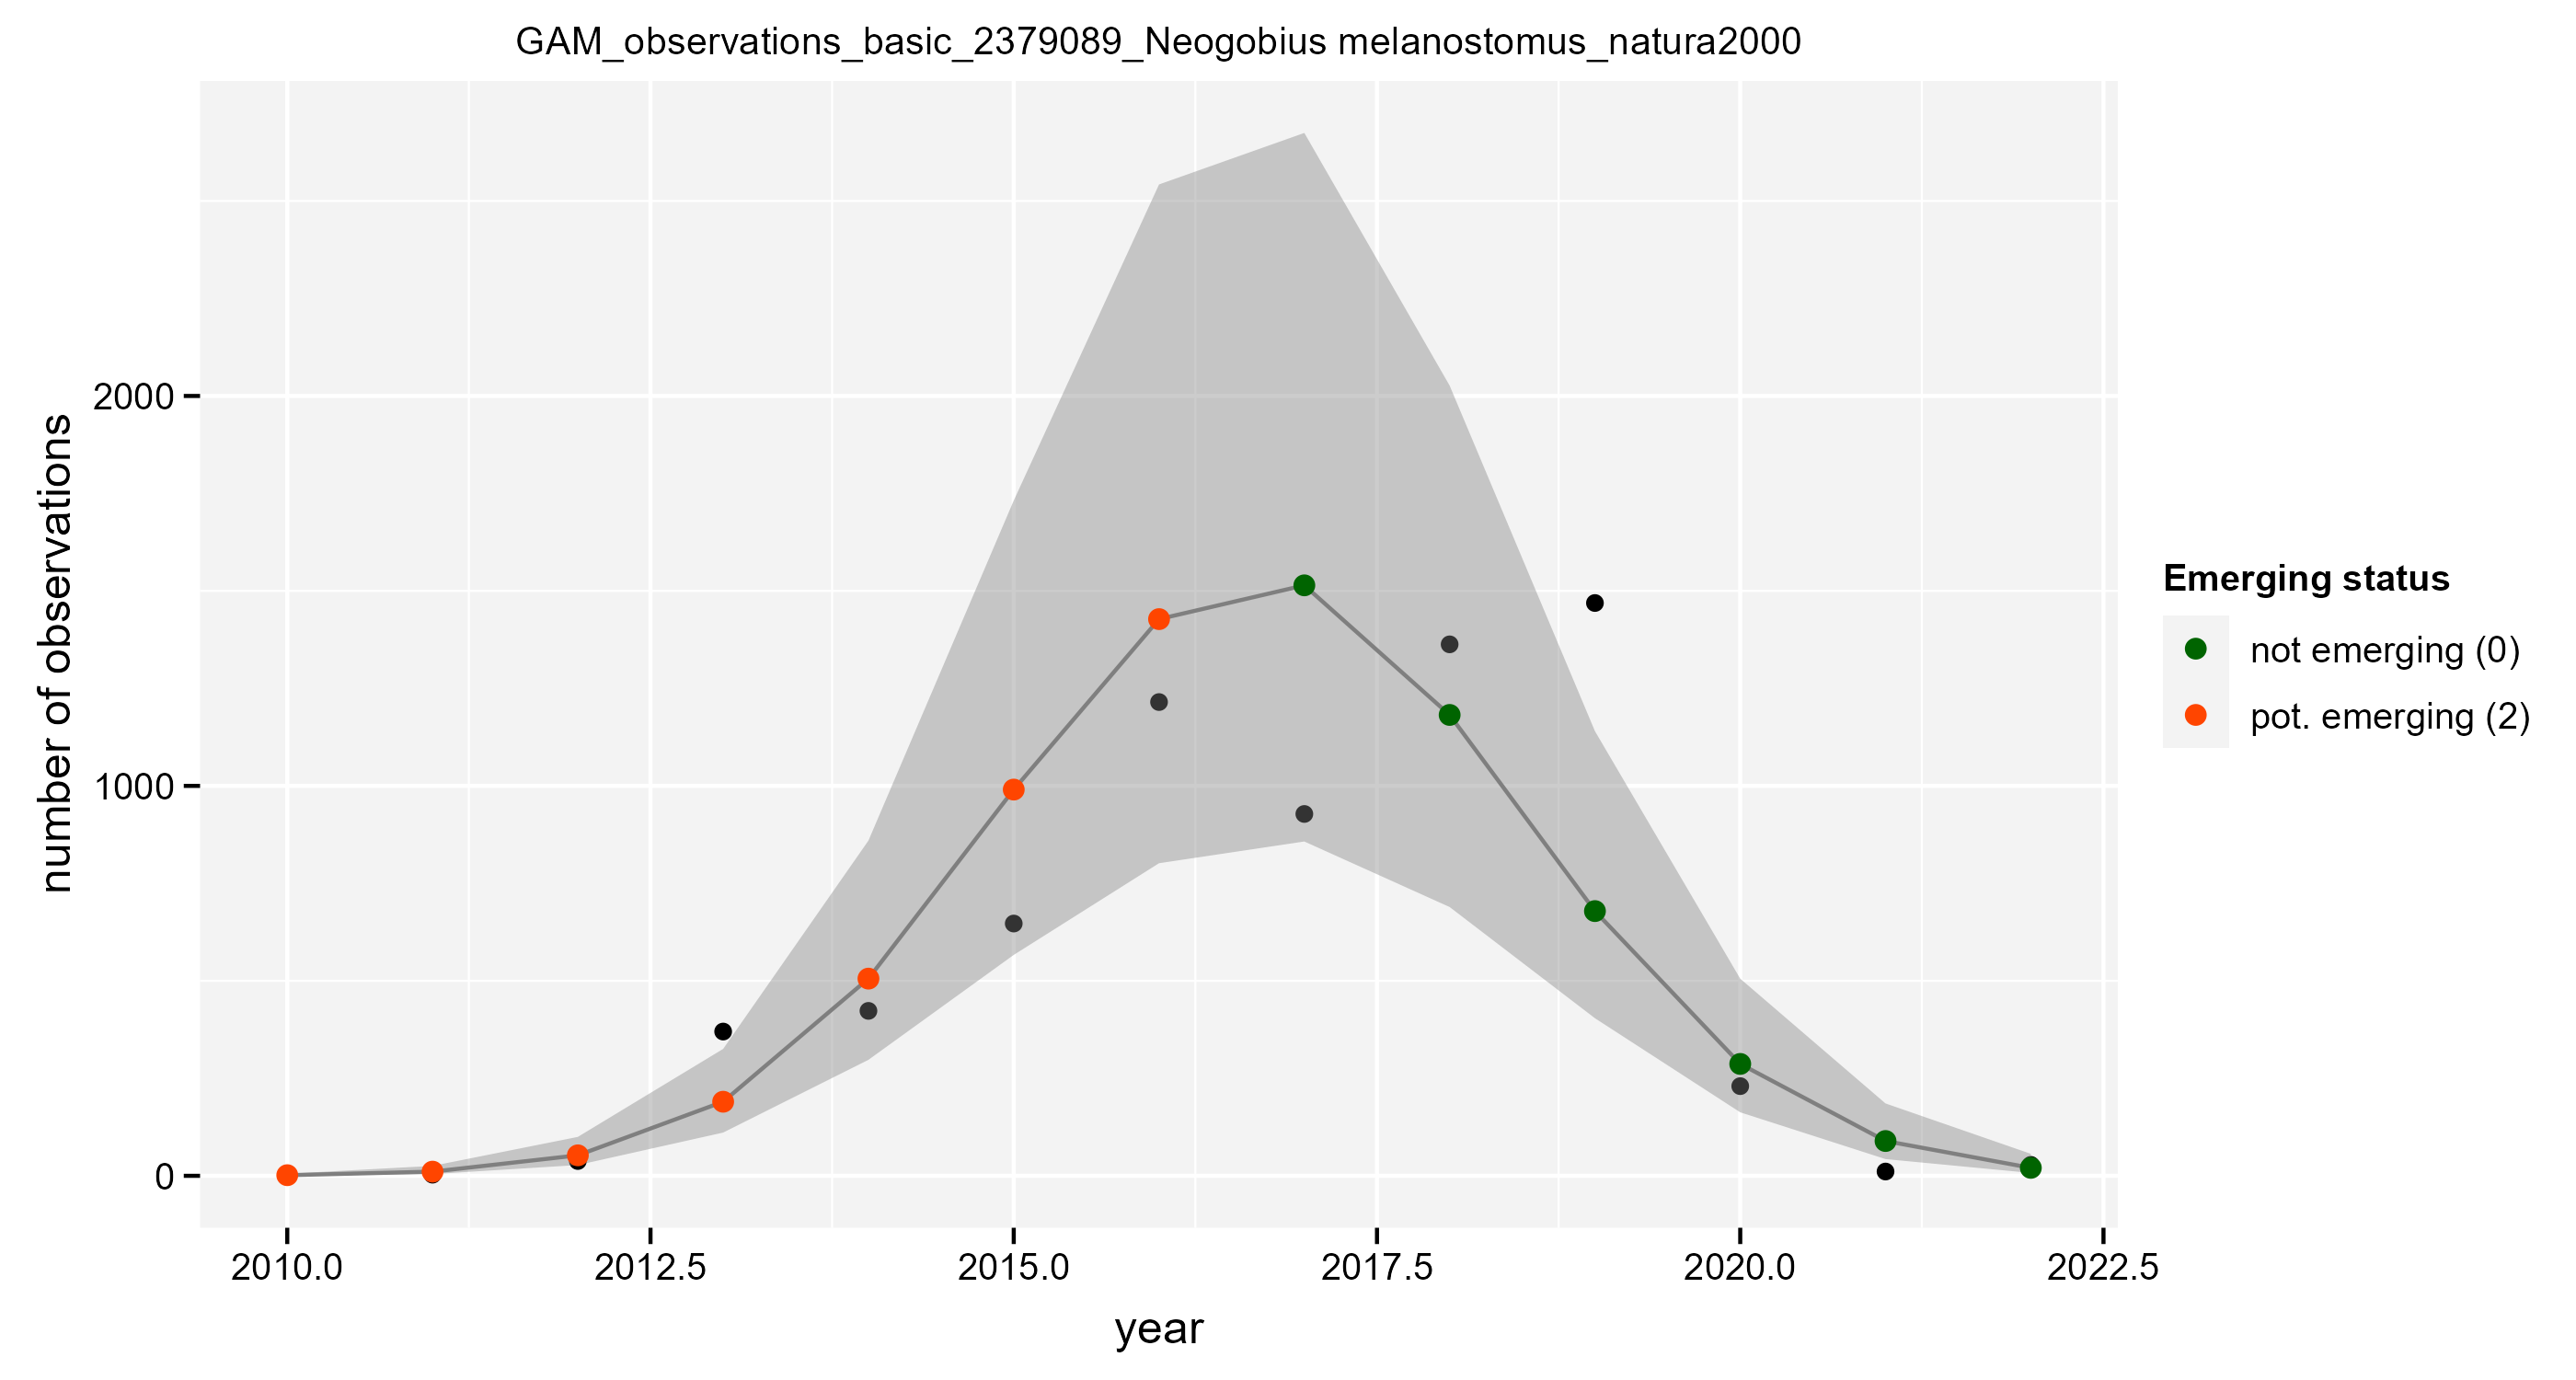 GAM_observations_basic_2379089_Neogobius melanostomus_natura2000
number of observations
2000
1000
0
2010.0
2012.5
2015.0
2017.5
2020.0
2022.5
year
Emerging status
not emerging (0)
pot. emerging (2)